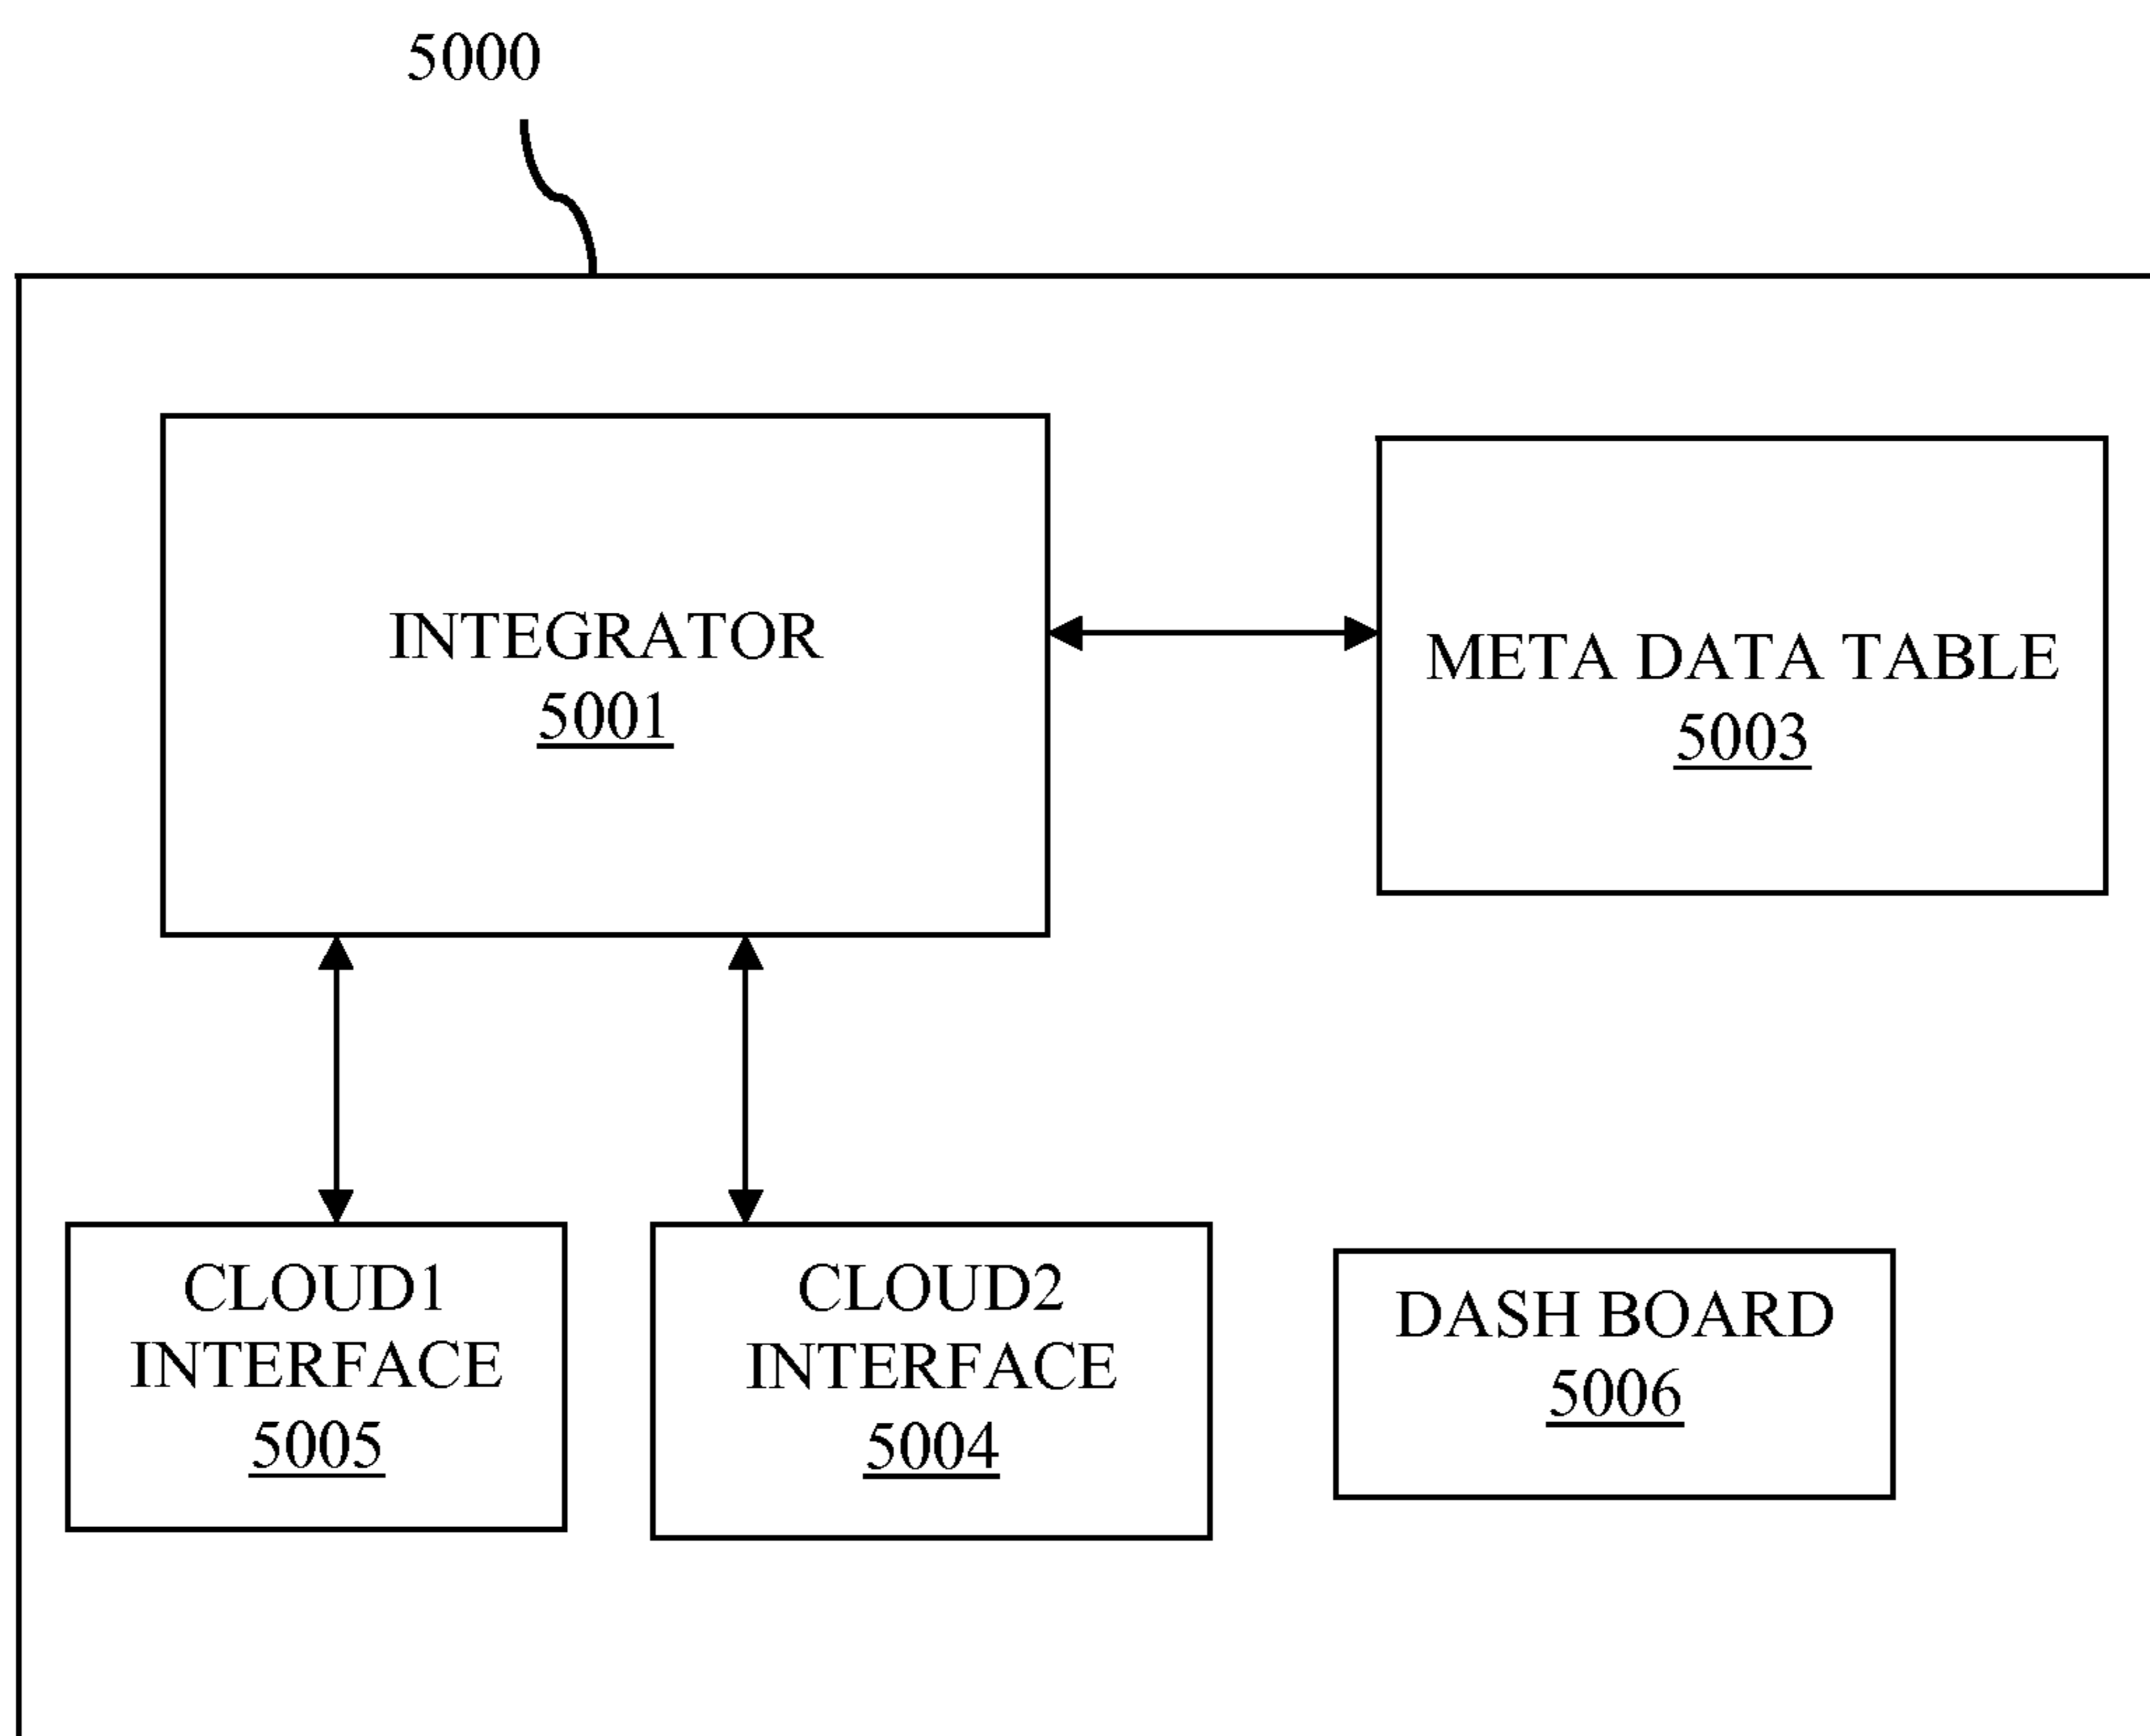 5000
INTEGRATOR
5001
META DATA TABLE
5003
CLOUD1
INTERFACE
5005
CLOUD2
INTERFACE
5004
DASH BOARD
5006